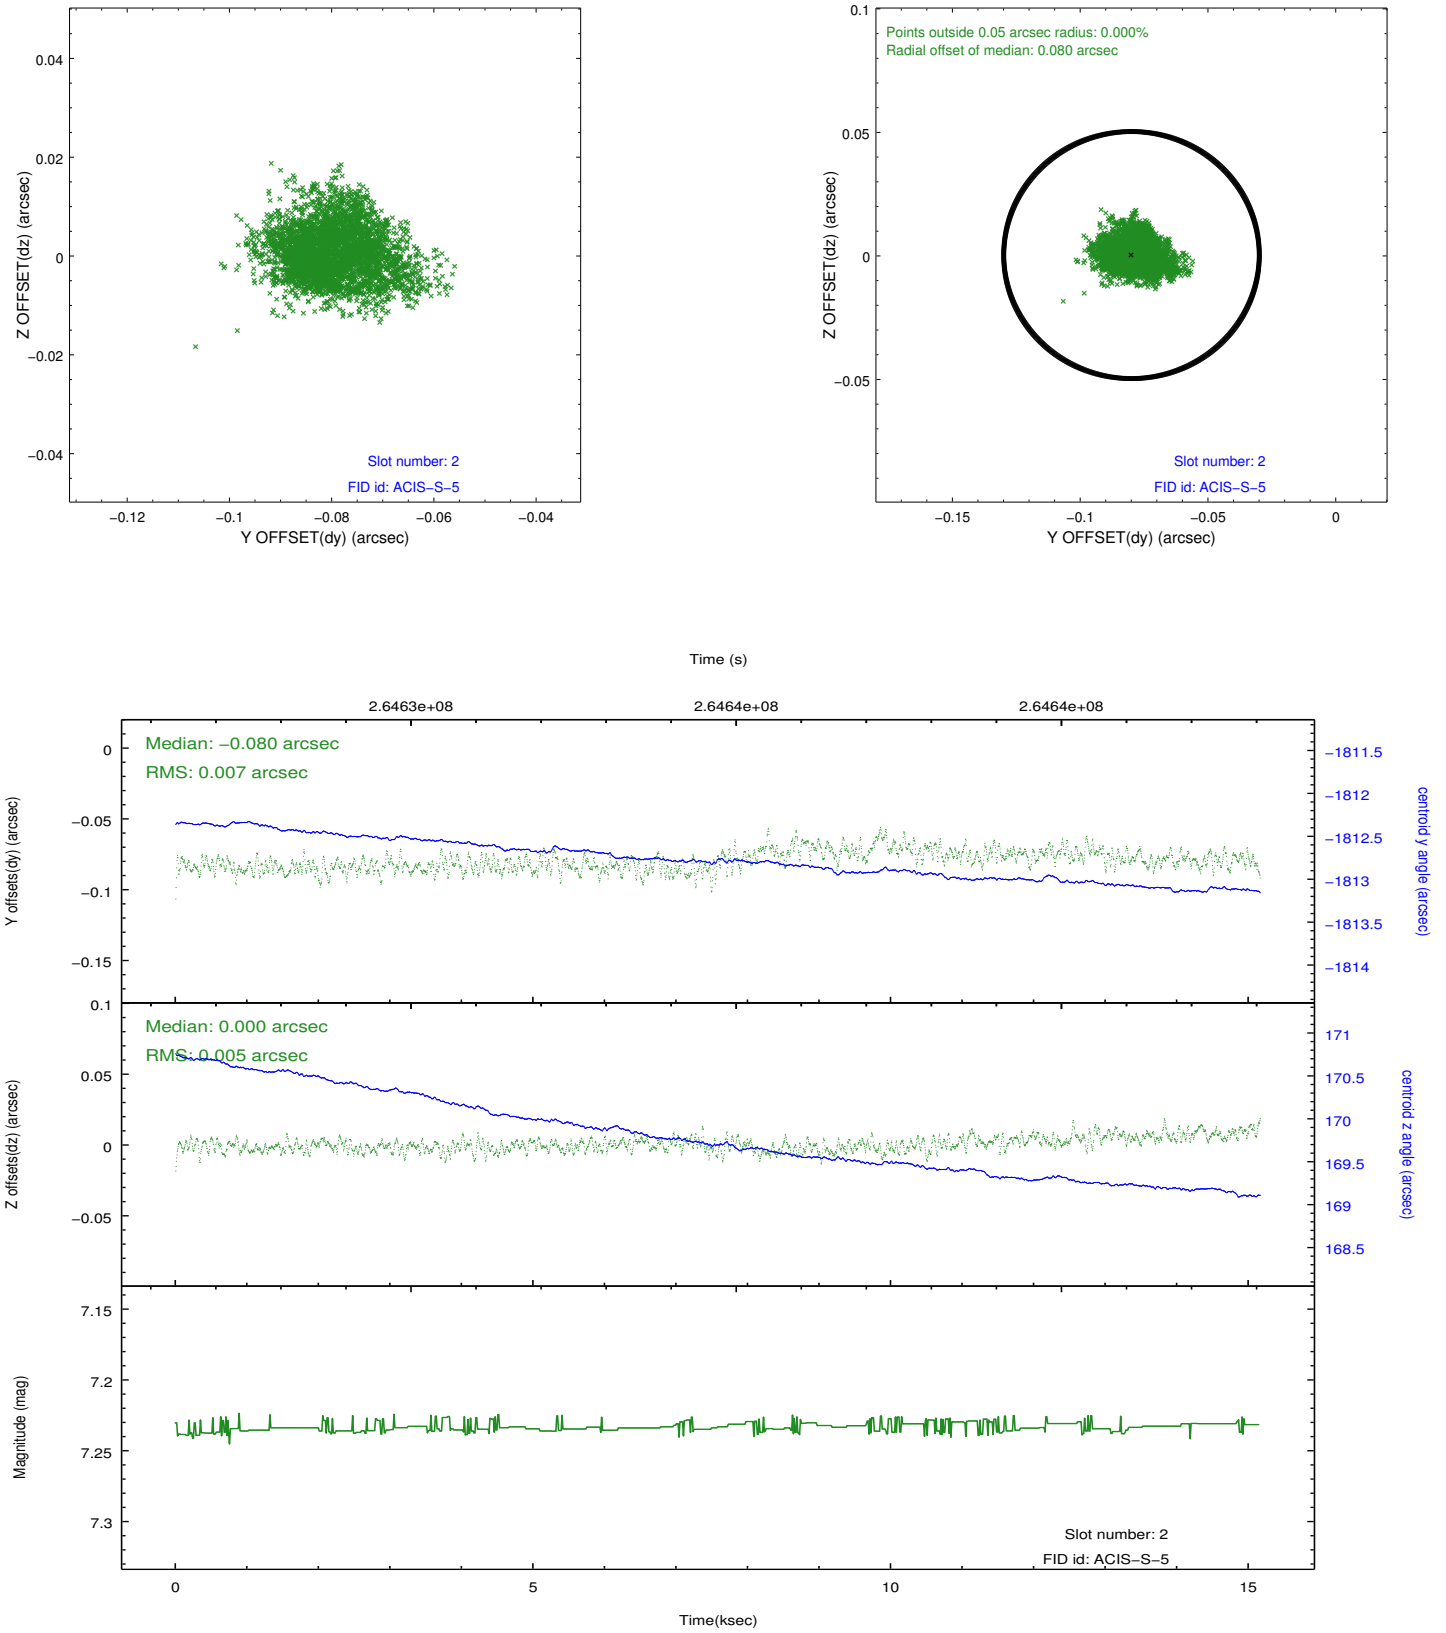 0.04
0.02
0
−0.02
−0.04
Z OFFSET(dz) (arcsec)
Slot number: 2
FID id: ACIS−S−5
−0.12
−0.1
−0.08
−0.06
−0.04
Y OFFSET(dy) (arcsec)
0.1
0.05
0
−0.05
Z OFFSET(dz) (arcsec)
Points outside 0.05 arcsec radius: 0.000%
Radial offset of median: 0.080 arcsec
Slot number: 2
FID id: ACIS−S−5
−0.15
−0.1
−0.05
0
Y OFFSET(dy) (arcsec)
Time (s)
2.6463e+08
2.6464e+08
2.6464e+08
Median: −0.080 arcsec
RMS: 0.007 arcsec
0
−0.05
−0.1
−0.15
Y offsets(dy) (arcsec)
−1811.5
−1812
−1812.5
−1813
−1813.5
−1814
centroid y angle (arcsec)
Median: 0.000 arcsec
RMS: 0.005 arcsec
0.1
0.05
0
−0.05
Z offsets(dz) (arcsec)
171
170.5
170
169.5
169
168.5
centroid z angle (arcsec)
7.15
7.2
7.25
7.3
Magnitude (mag)
Slot number: 2
FID id: ACIS−S−5
0
5
10
15
Time(ksec)